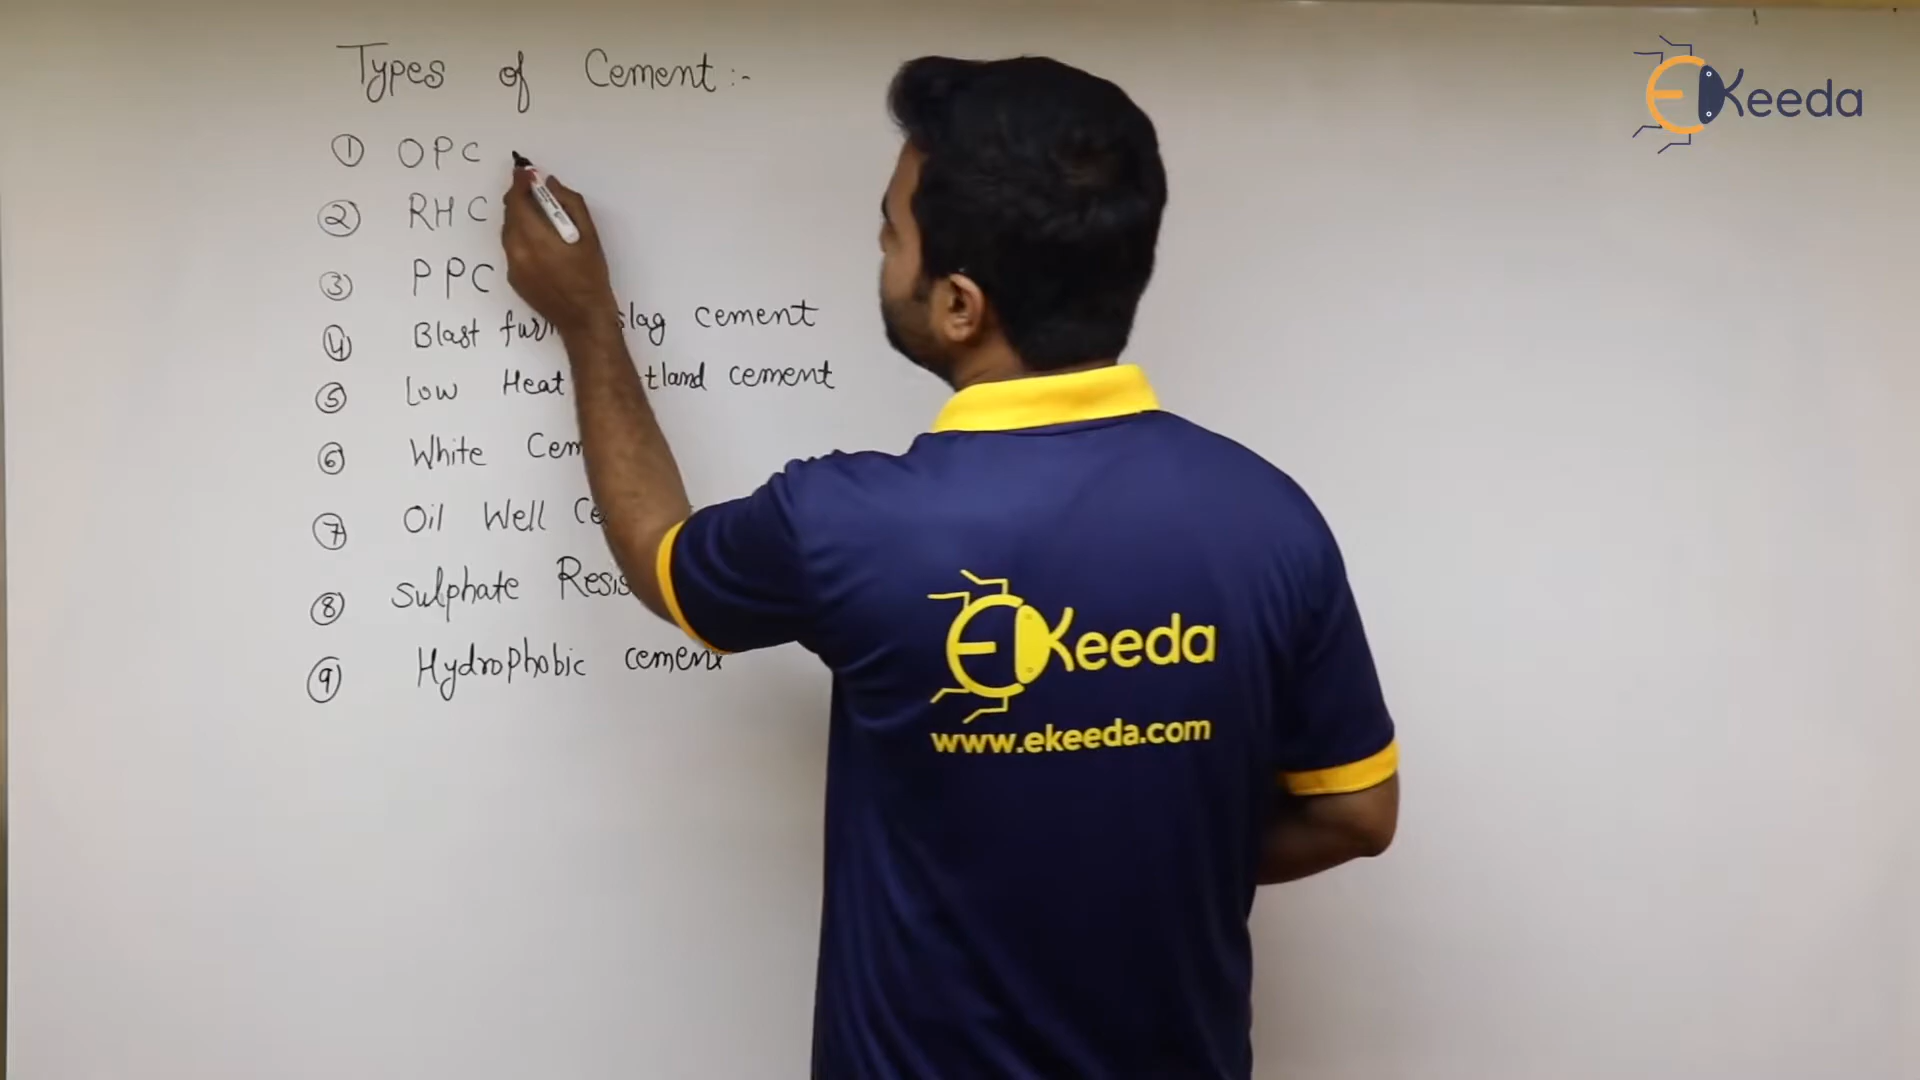 Types of Cement :-
① OPC
② RHC
③ PPC
④ Blast slag cement
⑤ Low Heat cement
⑥ White
⑦ Oil Well
⑧ Sulphate
⑨ Hydrophobic cement
EKeeda
EKeeda
www.ekeeda.com